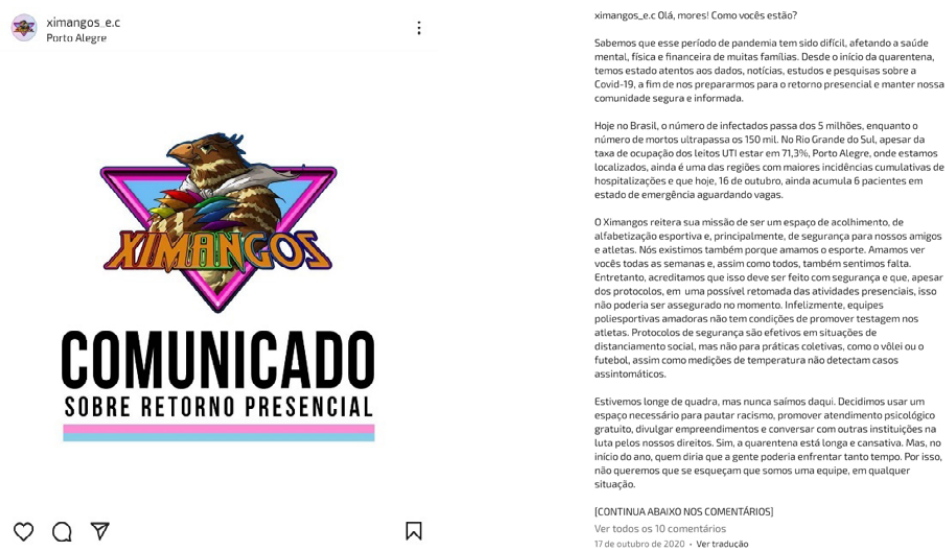 ximangos_e.c
Porto Alegre
XIMANGOS
COMUNICADO
SOBRE RETORNO PRESENCIAL
ximangos_e.c Olá, mores! Como vocês estão?
Sabemos que esse período de pandemia tem sido difícil, afetando a saúde
mental, física e financeira de muitas famílias. Desde o início da quarentena,
temos estado atentos aos dados, notícias, estudos e pesquisas sobre a
Covid-19, a fim de nos prepararmos para o retorno presencial e manter nossa
comunidade segura e informada.
Hoje no Brasil, o número de infectados passa dos 5 milhões, enquanto o
número de mortos ultrapassa os 150 mil. No Rio Grande do Sul, apesar da
taxa de ocupação dos leitos UTI estar em 71,3%, Porto Alegre, onde estamos
localizados, ainda é uma das regiões com maiores incidências cumulativas de
hospitalizações e que hoje, 16 de outubro, ainda acumula 6 pacientes em
estado de emergência aguardando vagas.
O Ximangos reitera sua missão de ser um espaço de acolhimento, de
alfabetização esportiva e, principalmente, de segurança para nossos amigos
e atletas. Nós existimos também porque amamos o esporte. Amamos ver
vocês todas as semanas e, assim como todos, também sentimos falta.
Entretanto, acreditamos que isso deve ser feito com segurança e que, apesar
dos protocolos, em uma possível retomada das atividades presenciais, isso
não poderia ser assegurado no momento. Infelizmente, equipes
poliesportivas amadoras não tem condições de promover testagem nos
atletas. Protocolos de segurança são efetivos em situações de
distanciamento social, mas não para práticas coletivas, como o vôlei ou o
futebol, assim como medições de temperatura não detectam casos
assintomáticos.
Estivemos longe de quadra, mas nunca saímos daqui. Decidimos usar um
espaço necessário para pautar racismo, promover atendimento psicológico
gratuito, divulgar empreendimentos e conversar com outras instituições na
luta pelos nossos direitos. Sim, a quarentena está longa e cansativa. Mas, no
início do ano, quem diria que a gente poderia enfrentar tanto tempo. Por isso,
não queremos que se esqueçam que somos uma equipe, em qualquer
situação.
[CONTINUA ABAIXO NOS COMENTÁRIOS]
Ver todos os 10 comentários
17 de outubro de 2020 • Ver tradução